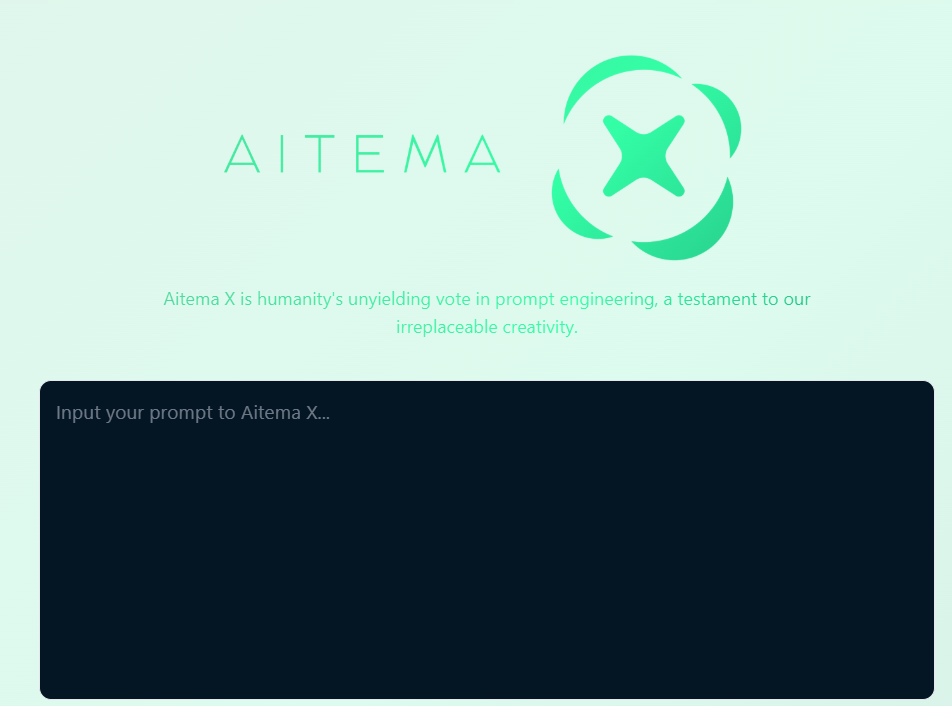 AITEMA
Aitema X is humanity's unyielding vote in prompt engineering, a testament to our
irreplaceable creativity.
Input your prompt to Aitema X...